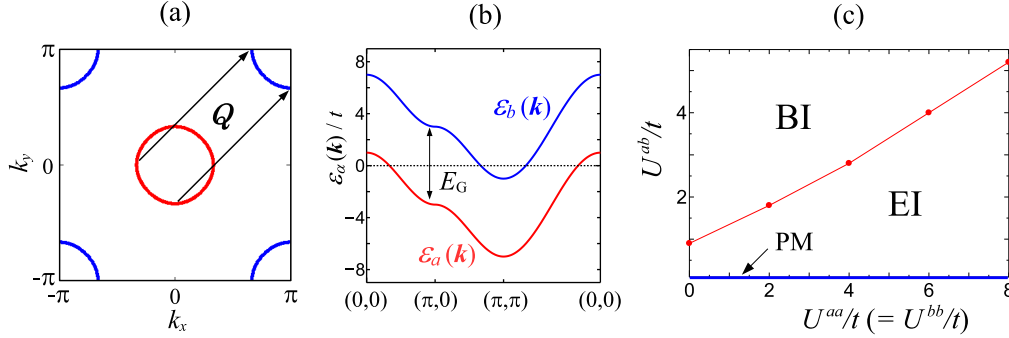 (a)
π
0
-π
k_y
-π
0
π
k_x
Q
(b)
8
4
0
-4
-8
ε_α(k) / t
ε_b(k)
E_G
ε_a(k)
(0,0)
(π,0)
(π,π)
(0,0)
(c)
4
2
U^{ab}/t
BI
EI
PM
0
2
4
6
8
U^{aa}/t (= U^{bb}/t)